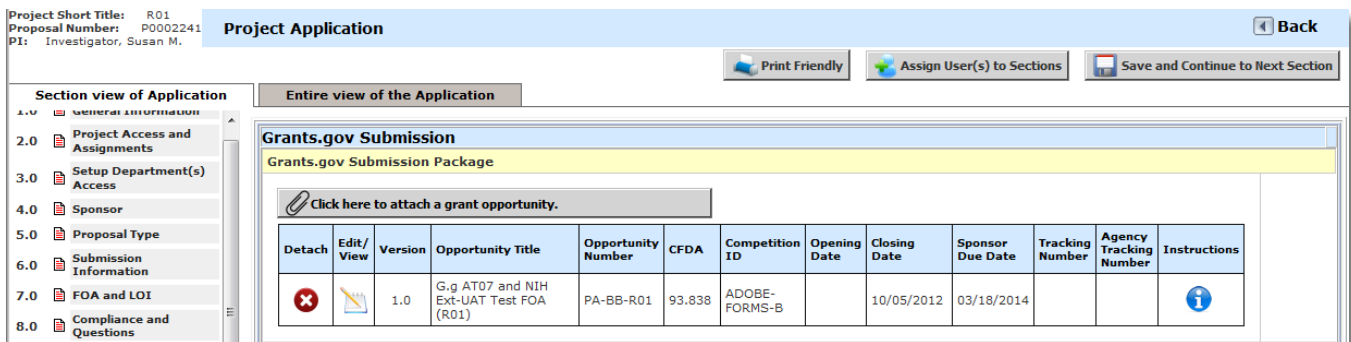 Project Short Title: R01
Proposal Number: P0002241
PI: Investigator, Susan M.
Project Application
Back
Print Friendly
Assign User(s) to Sections
Save and Continue to Next Section
Section view of Application
Entire view of the Application
1.0 General Information
2.0 Project Access and
Assignments
3.0 Setup Department(s)
Access
4.0 Sponsor
5.0 Proposal Type
6.0 Submission
Information
7.0 FOA and LOI
8.0 Compliance and
Questions
Grants.gov Submission
Grants.gov Submission Package
Click here to attach a grant opportunity.
Detach
Edit/
View
Version
Opportunity Title
Opportunity
Number
CFDA
Competition
ID
Opening
Date
Closing
Date
Sponsor
Due Date
Tracking
Number
Agency
Tracking
Number
Instructions
1.0
G.g AT07 and NIH
Ext-UAT Test FOA
(R01)
PA-BB-R01
93.838
ADOBE-
FORMS-B
10/05/2012
03/18/2014